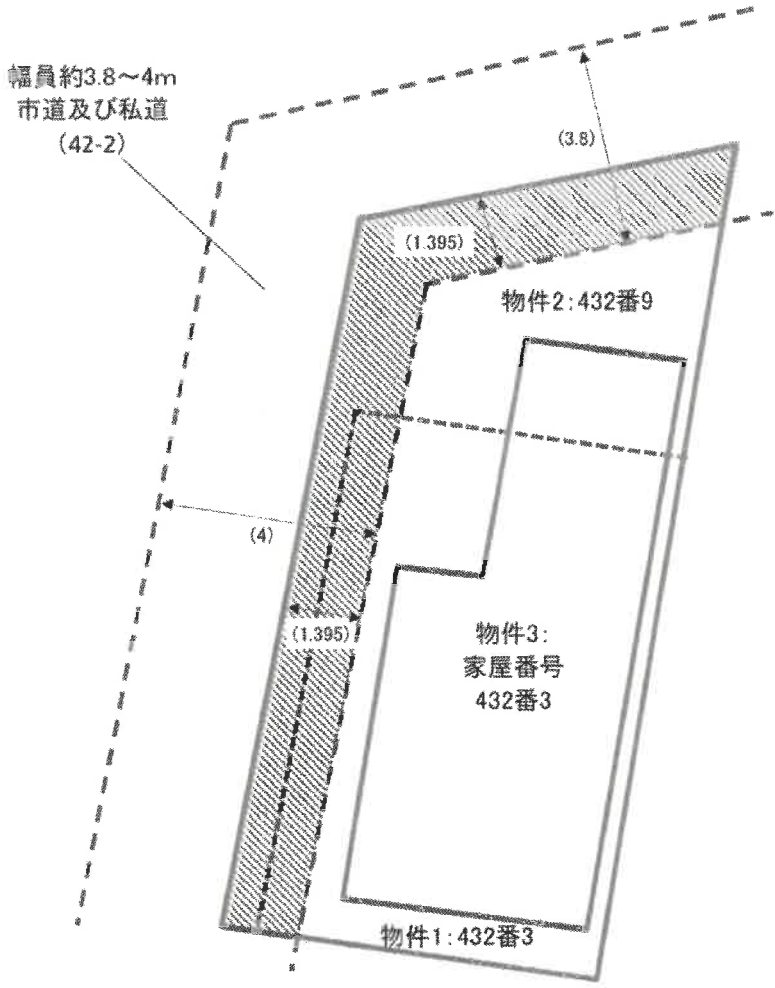 幅員約3.8～4m
市道及び私道
(42-2)
(3.8)
(1.395)
物件2:432番9
(4)
(1.395)
物件3:
家屋番号
432番3
物件1:432番3